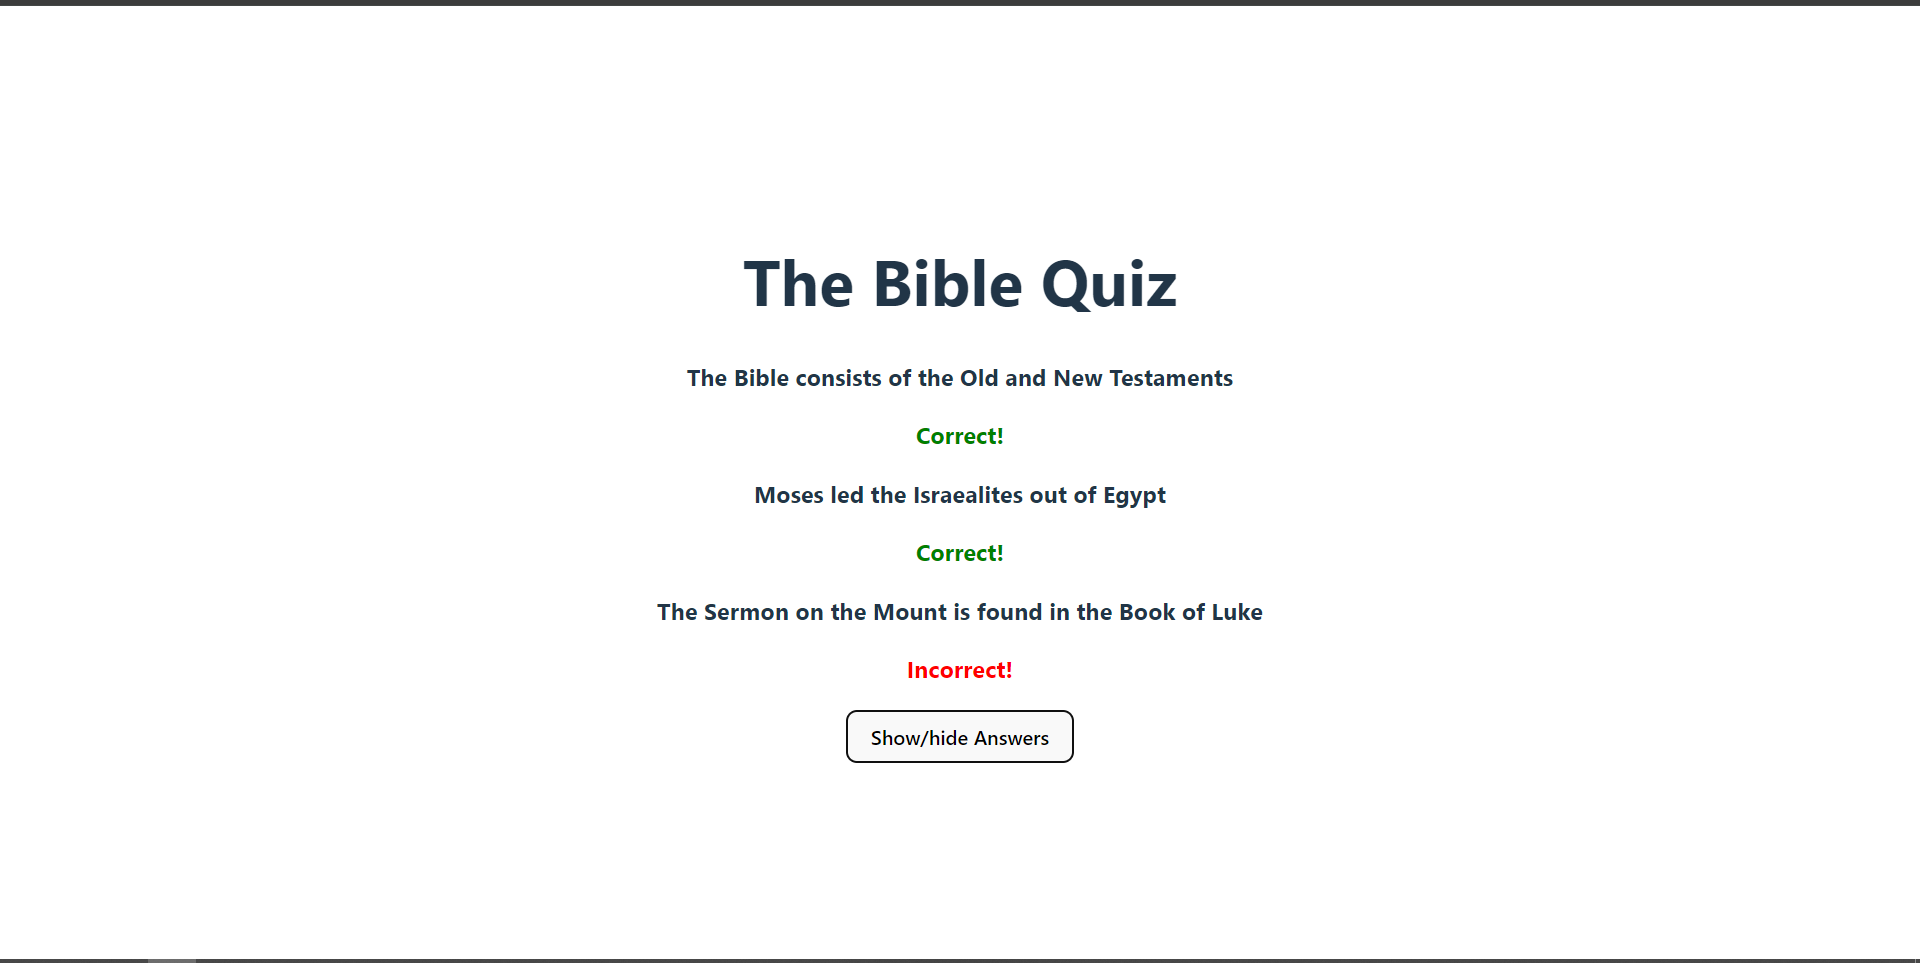 The Bible Quiz
The Bible consists of the Old and New Testaments
Correct!
Moses led the Israealites out of Egypt
Correct!
The Sermon on the Mount is found in the Book of Luke
Incorrect!
Show/hide Answers